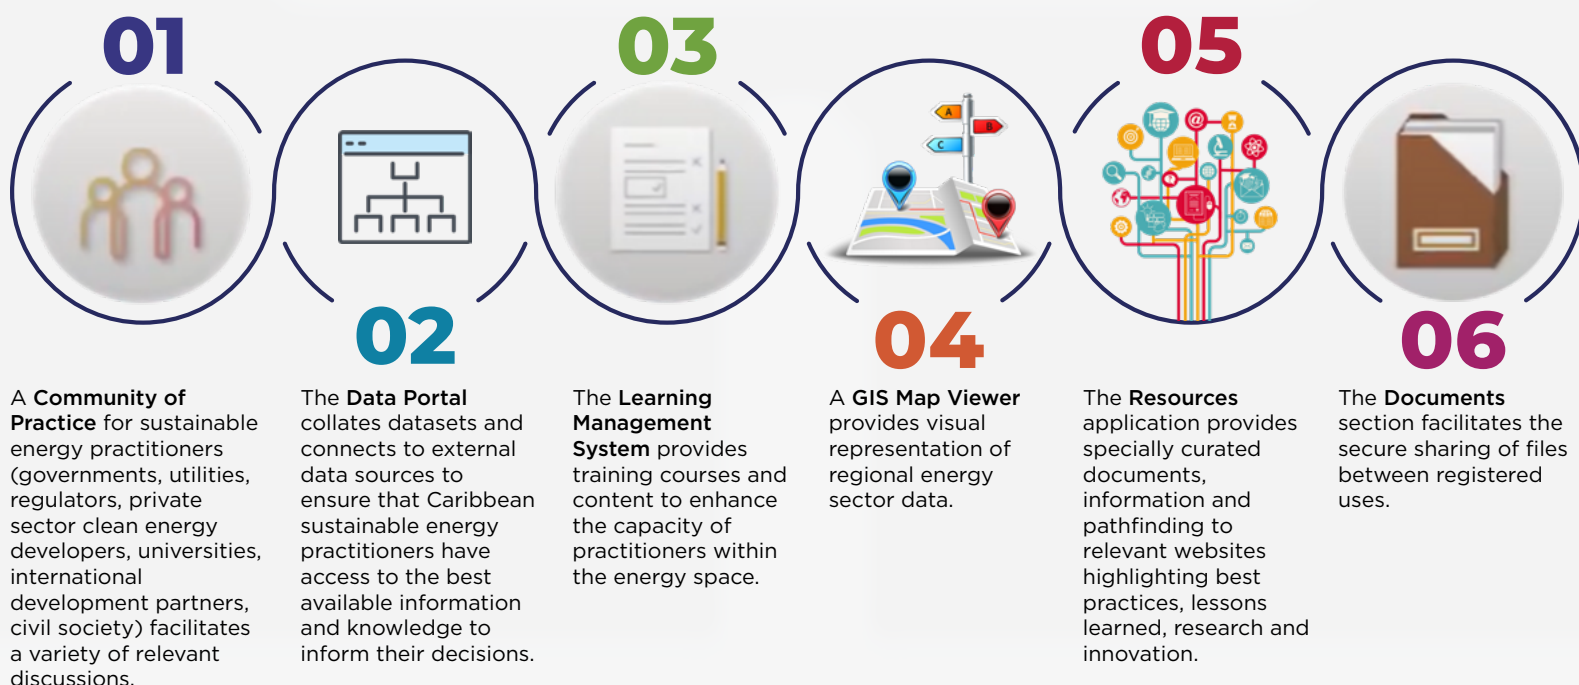 01
A Community of
Practice for sustainable
energy practitioners
(governments, utilities,
regulators, private
sector clean energy
developers, universities,
international
development partners,
civil society) facilitates
a variety of relevant
discussions.
02
The Data Portal
collates datasets and
connects to external
data sources to
ensure that Caribbean
sustainable energy
practitioners have
access to the best
available information
and knowledge to
inform their decisions.
03
The Learning
Management
System provides
training courses and
content to enhance
the capacity of
practitioners within
the energy space.
A
B
C
04
A GIS Map Viewer
provides visual
representation of
regional energy
sector data.
05
@
The Resources
application provides
specially curated
documents,
information and
pathfinding to
relevant websites
highlighting best
practices, lessons
learned, research and
innovation.
06
The Documents
section facilitates the
secure sharing of files
between registered
uses.